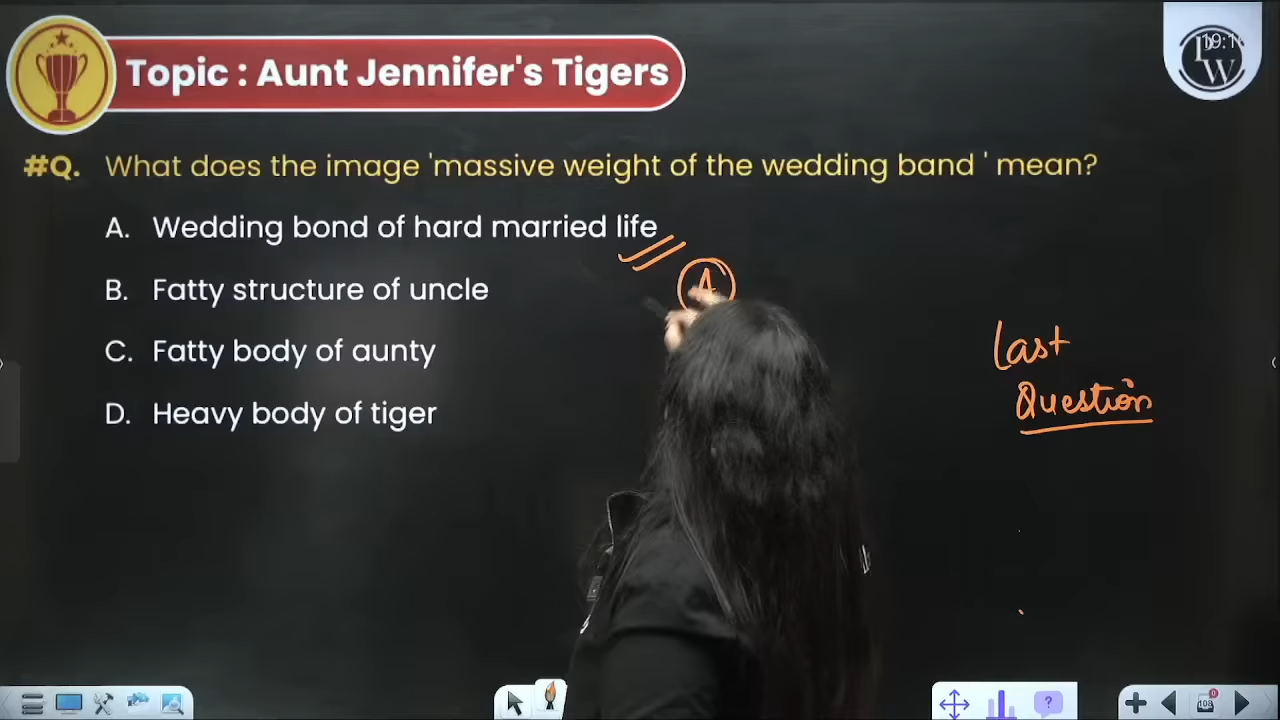 Topic : Aunt Jennifer's Tigers
#Q. What does the image 'massive weight of the wedding band ' mean?
A. Wedding bond of hard married life
A
B. Fatty structure of uncle
C. Fatty body of aunty
D. Heavy body of tiger
Last
Question
W
?
108